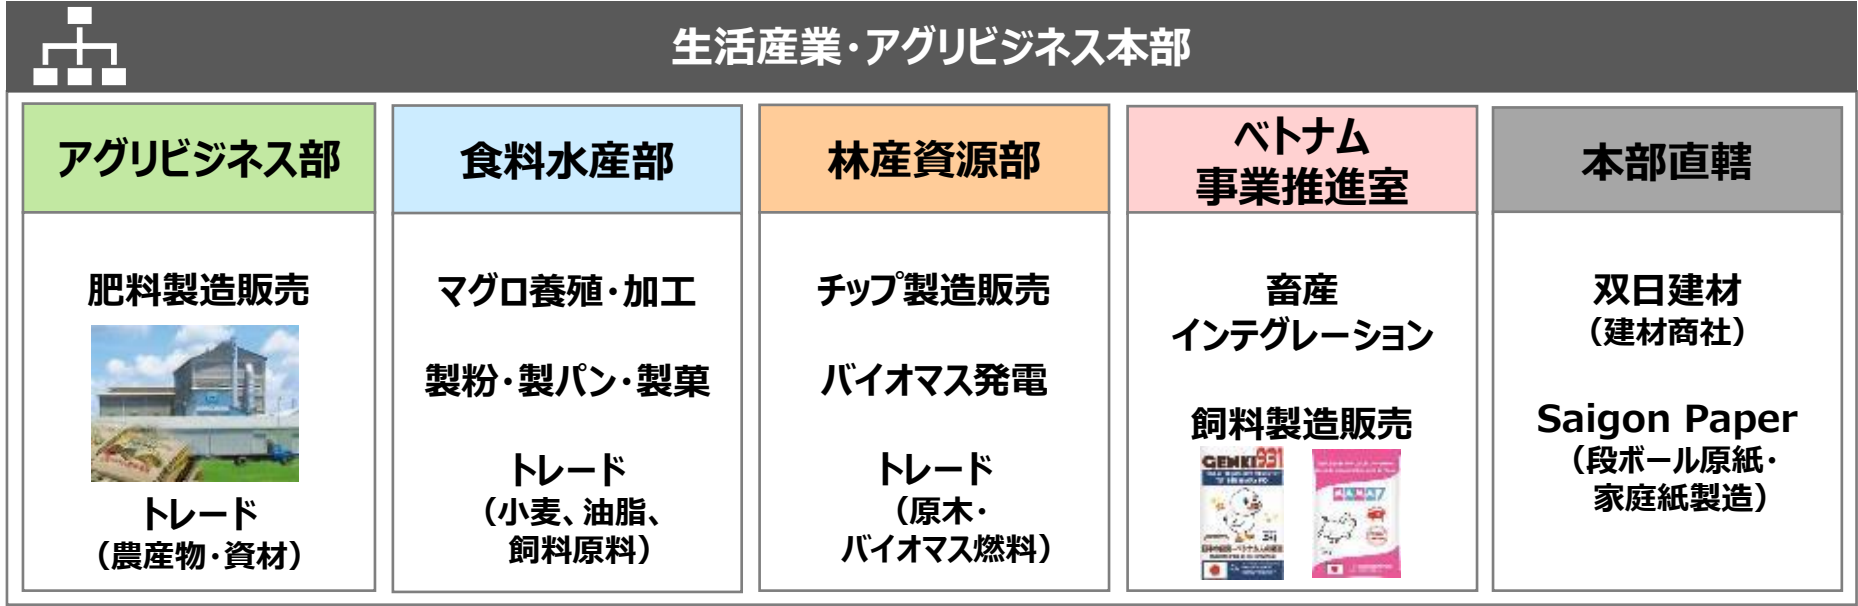 生活産業・アグリビジネス本部
アグリビジネス部
肥料製造販売
トレード
（農産物・資材）
食料水産部
マグロ養殖・加工
製粉・製パン・製菓
トレード
（小麦、油脂、
飼料原料）
林産資源部
チップ製造販売
バイオマス発電
トレード
（原木・
バイオマス燃料）
ベトナム
事業推進室
畜産
インテグレーション
飼料製造販売
GENKI 931
本部直轄
双日建材
（建材商社）
Saigon Paper
（段ボール原紙・
家庭紙製造）